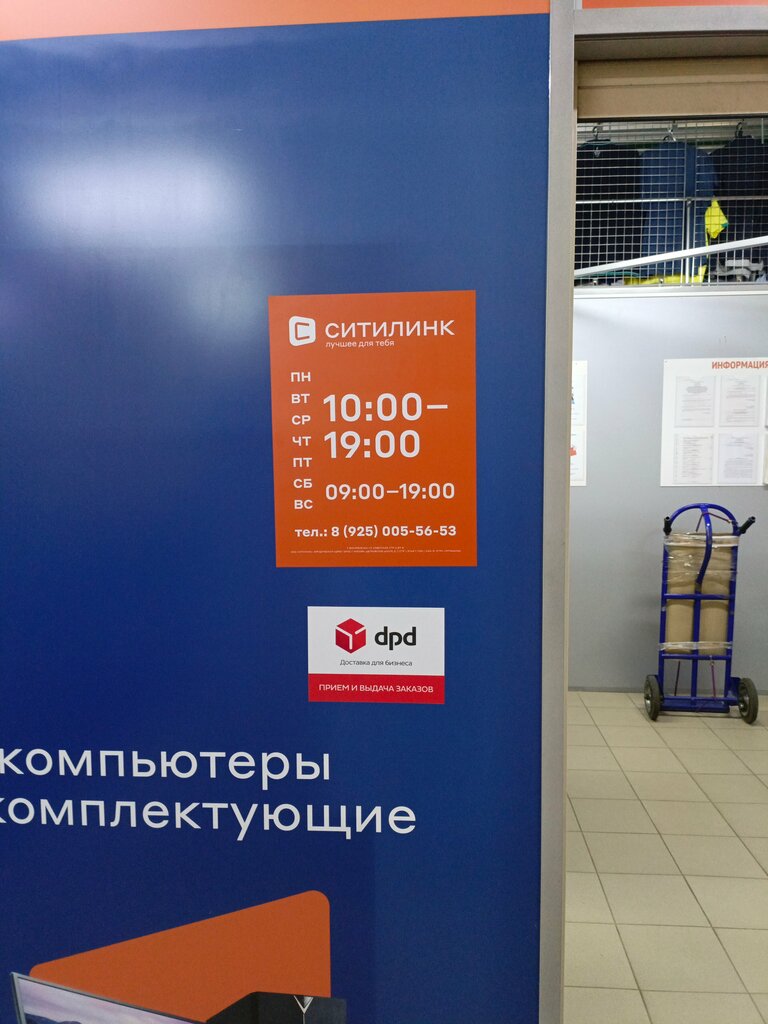 СИТИЛИНК
лучшее для тебя
ПН
ВТ
СР
ЧТ
ПТ
СБ
ВС
10:00–
19:00
09:00–19:00
тел.: 8 (925) 005-56-53
dpd
Доставка для бизнеса
ПРИЕМ И ВЫДАЧА ЗАКАЗОВ
компьютеры
комплектующие
ИНФОРМАЦИЯ